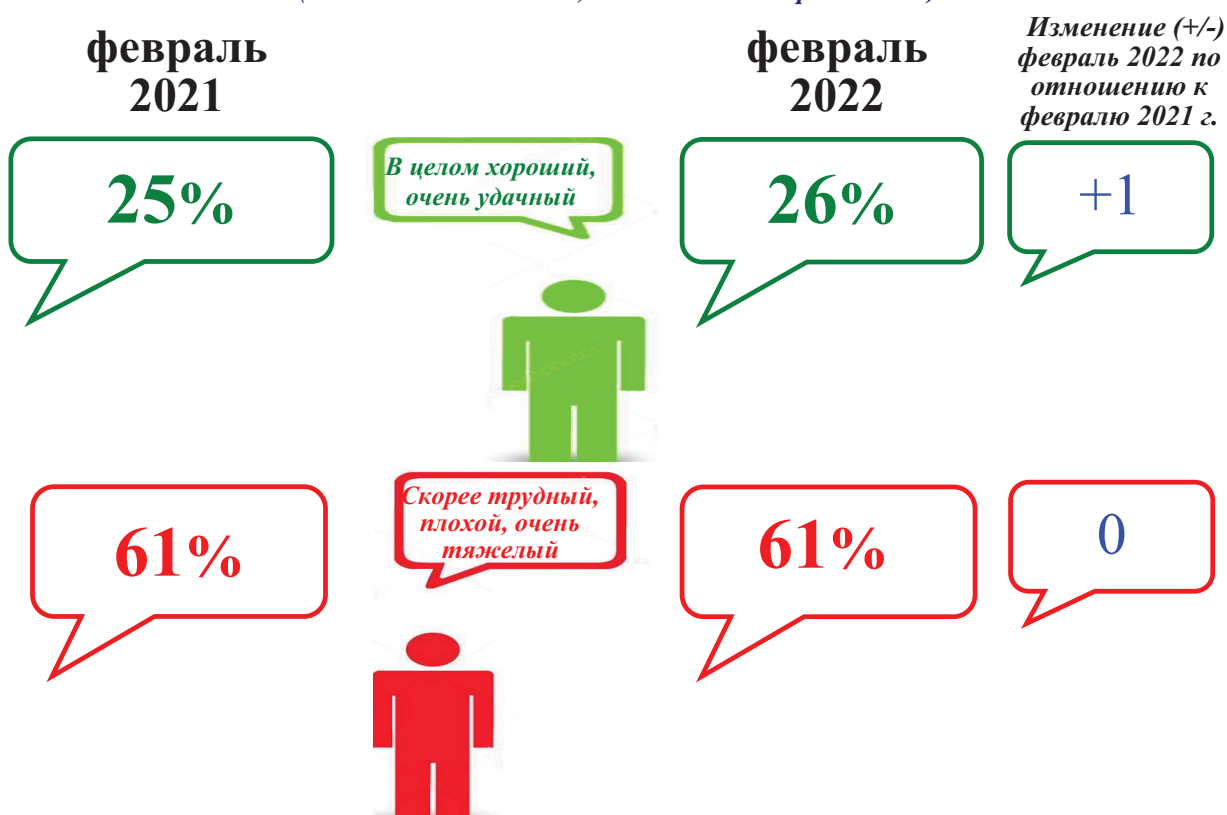 февраль
2021
февраль
2022
Изменение (+/-)
февраль 2022 по
отношению к
февралю 2021 г.
25%
В целом хороший,
очень удачный
26%
+1
61%
Скорее трудный,
плохой, очень
тяжелый
61%
0